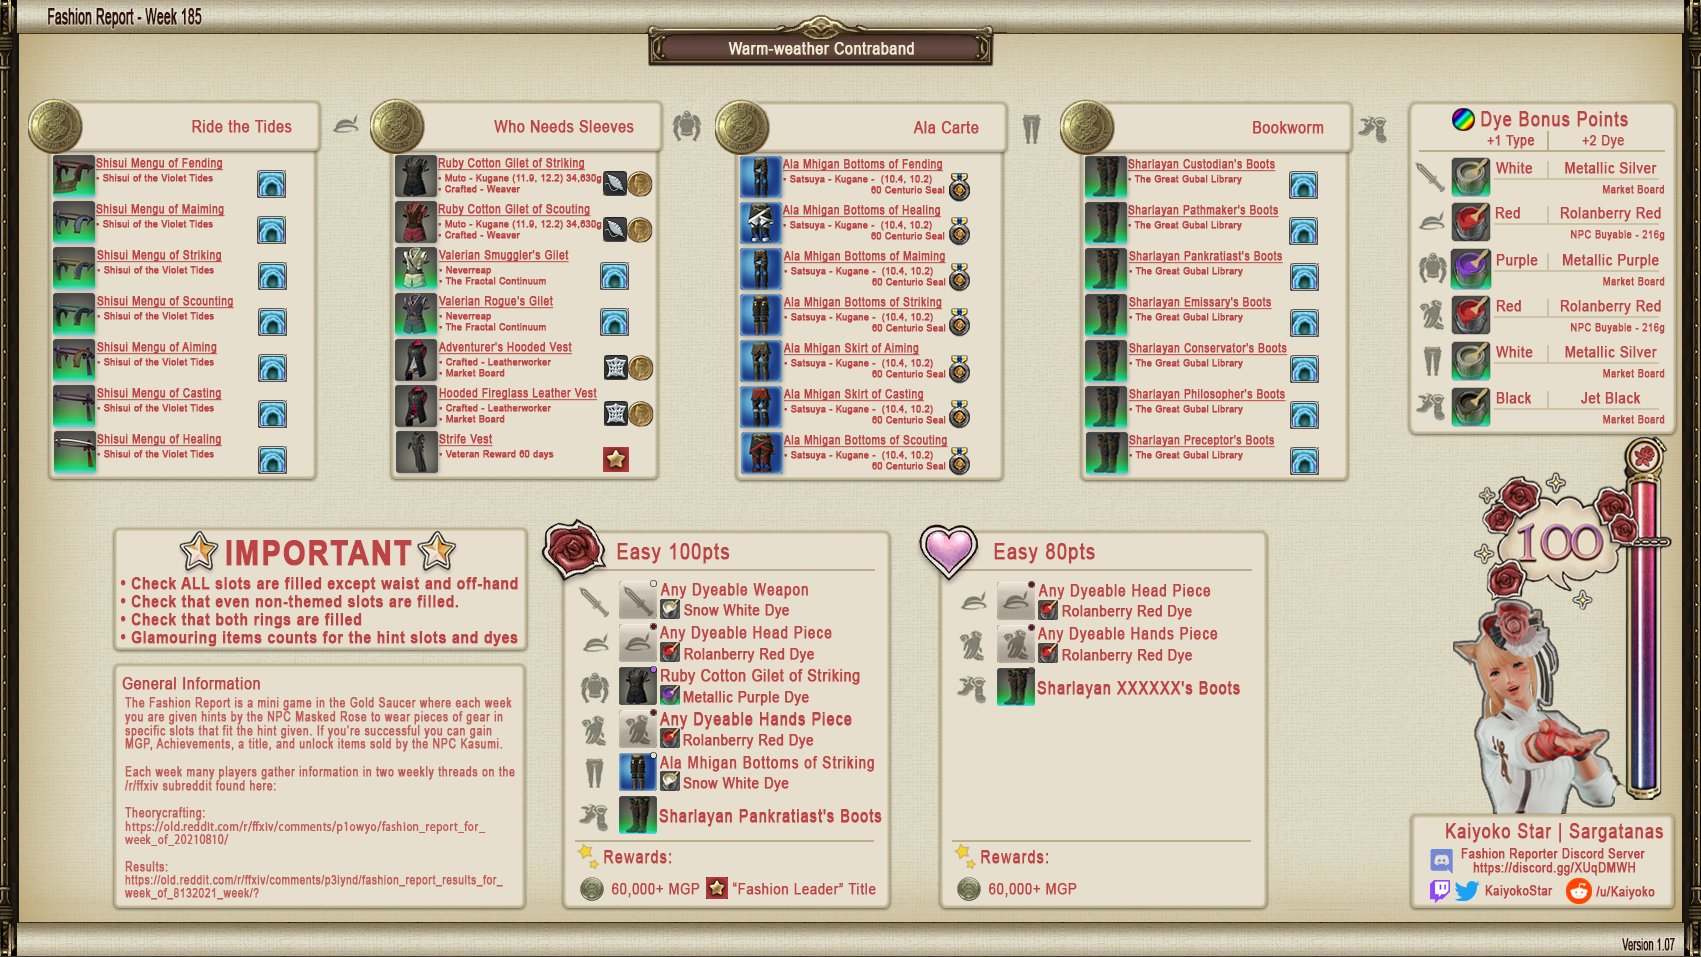 Fashion Report - Week 185
Warm-weather Contraband
Ride the Tides
Shisui Mengu of Fending
• Shisui of the Violet Tides
Shisui Mengu of Maiming
• Shisui of the Violet Tides
Shisui Mengu of Striking
• Shisui of the Violet Tides
Shisui Mengu of Scounting
• Shisui of the Violet Tides
Shisui Mengu of Aiming
• Shisui of the Violet Tides
Shisui Mengu of Casting
• Shisui of the Violet Tides
Shisui Mengu of Healing
• Shisui of the Violet Tides
Who Needs Sleeves
Ruby Cotton Gilet of Striking
• Muto - Kugane (11.9, 12.2) 34,630g
• Crafted - Weaver
Ruby Cotton Gilet of Scouting
• Muto - Kugane (11.9, 12.2) 34,630g
• Crafted - Weaver
Valerian Smuggler's Gilet
• Neverreap
• The Fractal Continuum
Valerian Rogue's Gilet
• Neverreap
• The Fractal Continuum
Adventurer's Hooded Vest
• Crafted - Leatherworker
• Market Board
Hooded Fireglass Leather Vest
• Crafted - Leatherworker
• Market Board
Strife Vest
• Veteran Reward 60 days
Ala Carte
Ala Mhigan Bottoms of Fending
• Satsuya - Kugane - (10.4, 10.2)
60 Centurio Seal
Ala Mhigan Bottoms of Healing
• Satsuya - Kugane - (10.4, 10.2)
60 Centurio Seal
Ala Mhigan Bottoms of Maiming
• Satsuya - Kugane - (10.4, 10.2)
60 Centurio Seal
Ala Mhigan Bottoms of Striking
• Satsuya - Kugane - (10.4, 10.2)
60 Centurio Seal
Ala Mhigan Skirt of Aiming
• Satsuya - Kugane - (10.4, 10.2)
60 Centurio Seal
Ala Mhigan Skirt of Casting
• Satsuya - Kugane - (10.4, 10.2)
60 Centurio Seal
Ala Mhigan Bottoms of Scouting
• Satsuya - Kugane - (10.4, 10.2)
60 Centurio Seal
Bookworm
Sharlayan Custodian's Boots
• The Great Gubal Library
Sharlayan Pathmaker's Boots
• The Great Gubal Library
Sharlayan Pankratiast's Boots
• The Great Gubal Library
Sharlayan Emissary's Boots
• The Great Gubal Library
Sharlayan Conservator's Boots
• The Great Gubal Library
Sharlayan Philosopher's Boots
• The Great Gubal Library
Sharlayan Preceptor's Boots
• The Great Gubal Library
Dye Bonus Points
+1 Type +2 Dye
White Metallic Silver
Market Board
Red Rolanberry Red
NPC Buyable - 216g
Purple Metallic Purple
Market Board
Red Rolanberry Red
NPC Buyable - 216g
White Metallic Silver
Market Board
Black Jet Black
Market Board
IMPORTANT
• Check ALL slots are filled except waist and off-hand
• Check that even non-themed slots are filled.
• Check that both rings are filled
• Glamouring items counts for the hint slots and dyes
General Information
The Fashion Report is a mini game in the Gold Saucer where each week
you are given hints by the NPC Masked Rose to wear pieces of gear in
specific slots that fit the hint given. If you're successful you can gain
MGP, Achievements, a title, and unlock items sold by the NPC Kasumi.
Each week many players gather information in two weekly threads on the
/r/ffxiv subreddit found here:
Theorycrafting:
https://old.reddit.com/r/ffxiv/comments/p1owyo/fashion_report_for_
week_of_20210810/
Results:
https://old.reddit.com/r/ffxiv/comments/p3iynd/fashion_report_results_for_
week_of_8132021_week/?
Easy 100pts
Any Dyeable Weapon
Snow White Dye
Any Dyeable Head Piece
Rolanberry Red Dye
Ruby Cotton Gilet of Striking
Metallic Purple Dye
Any Dyeable Hands Piece
Rolanberry Red Dye
Ala Mhigan Bottoms of Striking
Snow White Dye
Sharlayan Pankratiast's Boots
Rewards:
60,000+ MGP "Fashion Leader" Title
Easy 80pts
Any Dyeable Head Piece
Rolanberry Red Dye
Any Dyeable Hands Piece
Rolanberry Red Dye
Sharlayan XXXXXX's Boots
Rewards:
60,000+ MGP
100
Kaiyoko Star | Sargatanas
Fashion Reporter Discord Server
https://discord.gg/XUqDMWH
KaiyokoStar /u/Kaiyoko
Version 1.07